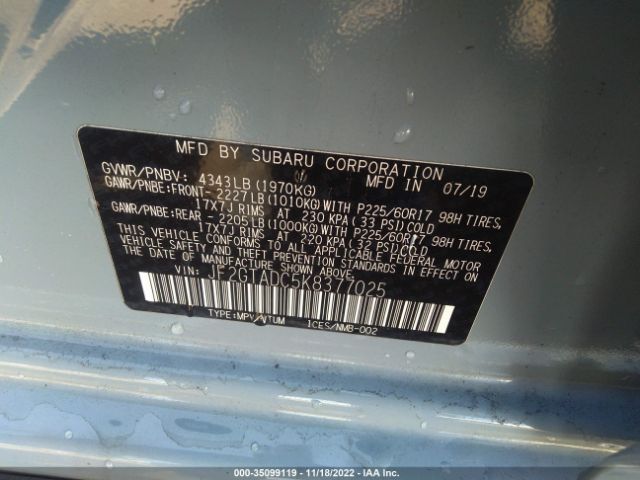 MFD BY SUBARU CORPORATION
GVWR/PNBV: 4343LB(1970KG) MFD IN 07/19
GAWR/PNBE:FRONT-2227LB(1010KG)WITH P225/60R17 98H TIRES,
17X7J RIMS AT 230 KPA(33 PSI)COLD
GAWR/PNBE:REAR -2205LB(1000KG)WITH P225/60R17 98H TIRES,
17X7J RIMS AT 220 KPA(32 PSI)COLD
THIS VEHICLE CONFORMS TO ALL APPLICABLE FEDERAL MOTOR
VEHICLE SAFETY AND THEFT PREVENTION STANDARDS IN EFFECT
ON THE DATE OF MANUFACTURE SHOWN ABOVE.
VIN: JF2GTADC5K8377025
TYPE:MPV/VTUM ICES/NMB-002
000-35099119 - 11/18/2022 - IAA Inc.